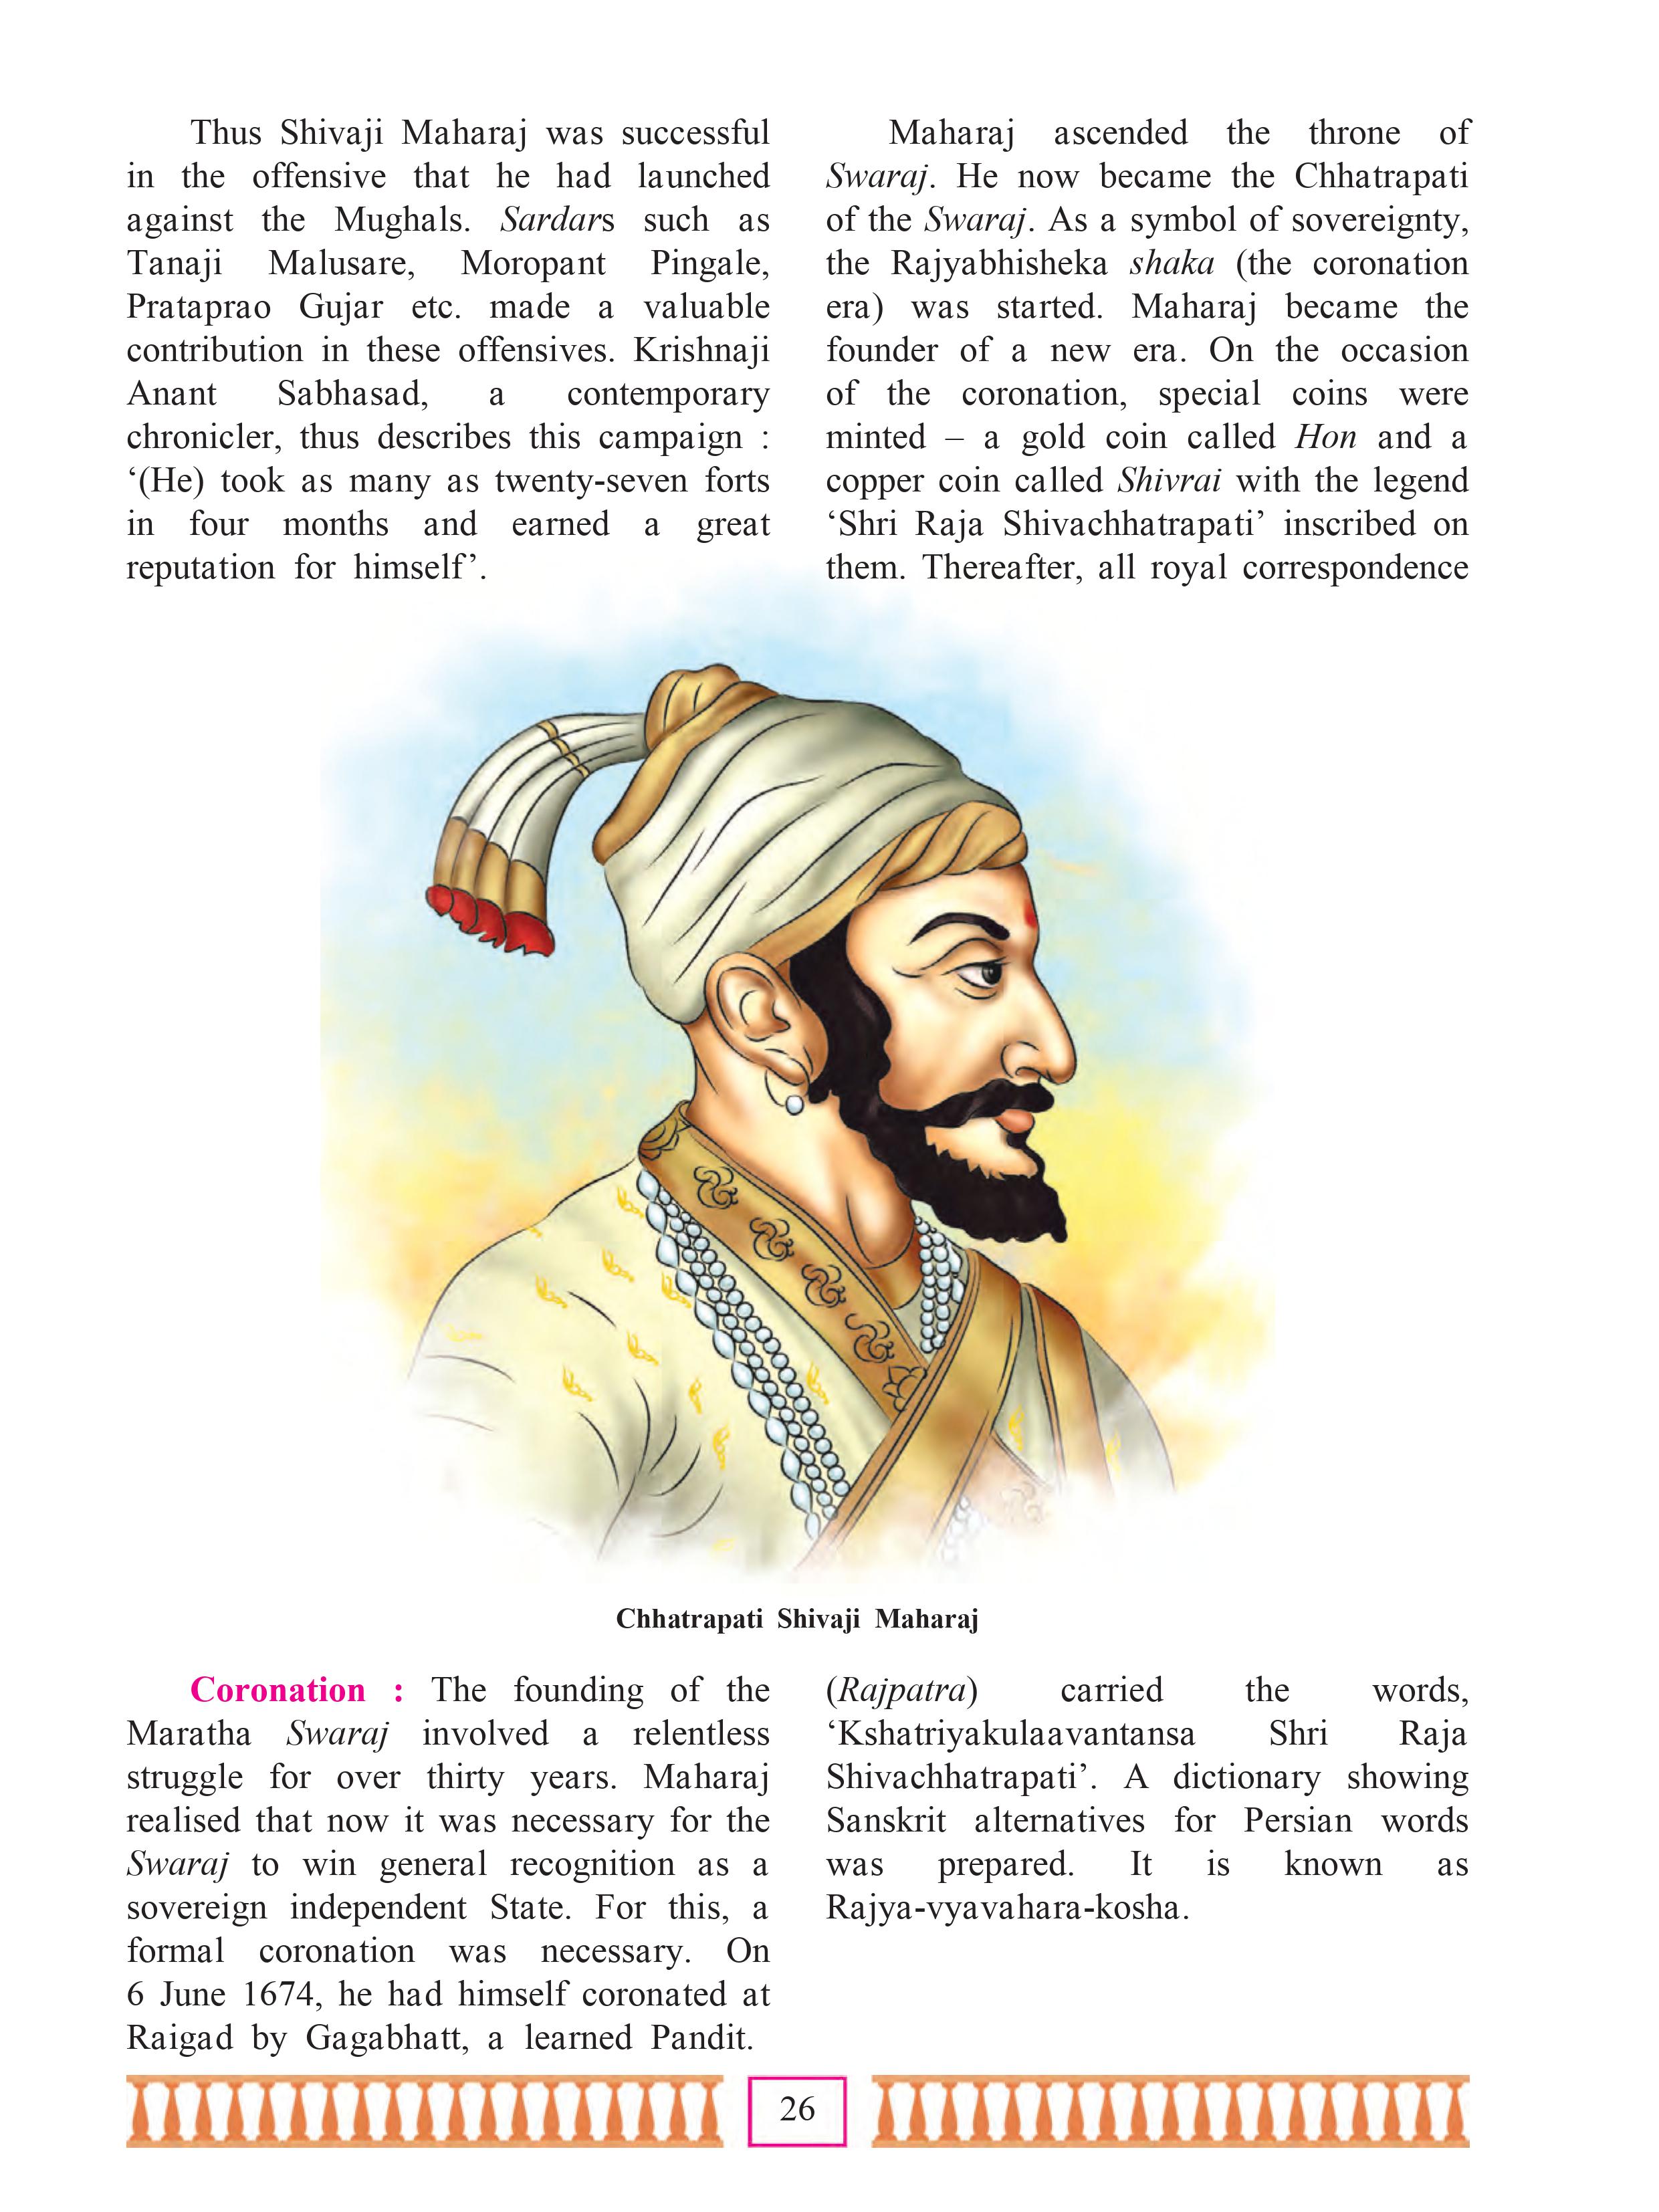 Thus Shivaji Maharaj was successful
in the offensive that he had launched
against the Mughals. Sardars such as
Tanaji Malusare, Moropant Pingale,
Prataprao Gujar etc. made a valuable
contribution in these offensives. Krishnaji
Anant Sabhasad, a contemporary
chronicler, thus describes this campaign :
‘(He) took as many as twenty-seven forts
in four months and earned a great
reputation for himself’.
Coronation : The founding of the
Maratha Swaraj involved a relentless
struggle for over thirty years. Maharaj
realised that now it was necessary for the
Swaraj to win general recognition as a
sovereign independent State. For this, a
formal coronation was necessary. On
6 June 1674, he had himself coronated at
Raigad by Gagabhatt, a learned Pandit.
Maharaj ascended the throne of
Swaraj. He now became the Chhatrapati
of the Swaraj. As a symbol of sovereignty,
the Rajyabhisheka shaka (the coronation
era) was started. Maharaj became the
founder of a new era. On the occasion
of the coronation, special coins were
minted – a gold coin called Hon and a
copper coin called Shivrai with the legend
‘Shri Raja Shivachhatrapati’ inscribed on
them. Thereafter, all royal correspondence
(Rajpatra) carried the words,
‘Kshatriyakulaavantansa Shri Raja
Shivachhatrapati’. A dictionary showing
Sanskrit alternatives for Persian words
was prepared. It is known as
Rajya-vyavahara-kosha.
Chhatrapati Shivaji Maharaj
26